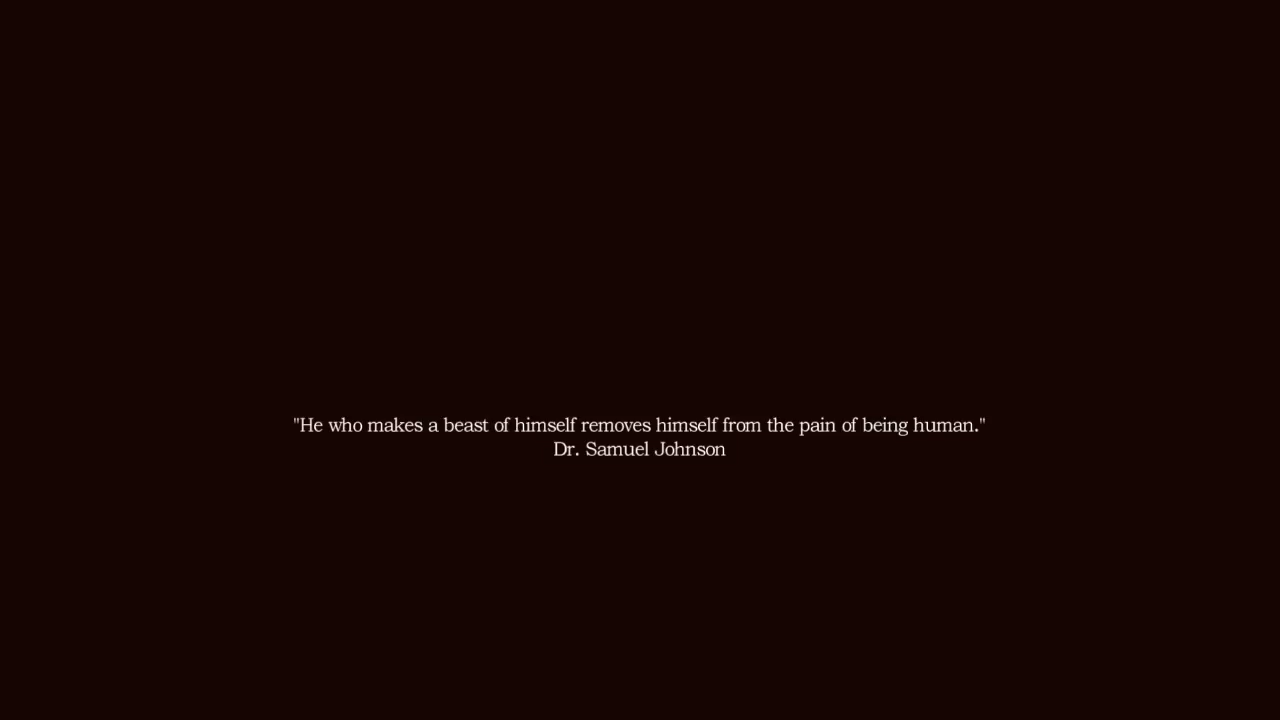 "He who makes a beast of himself removes himself from the pain of being human."
Dr. Samuel Johnson